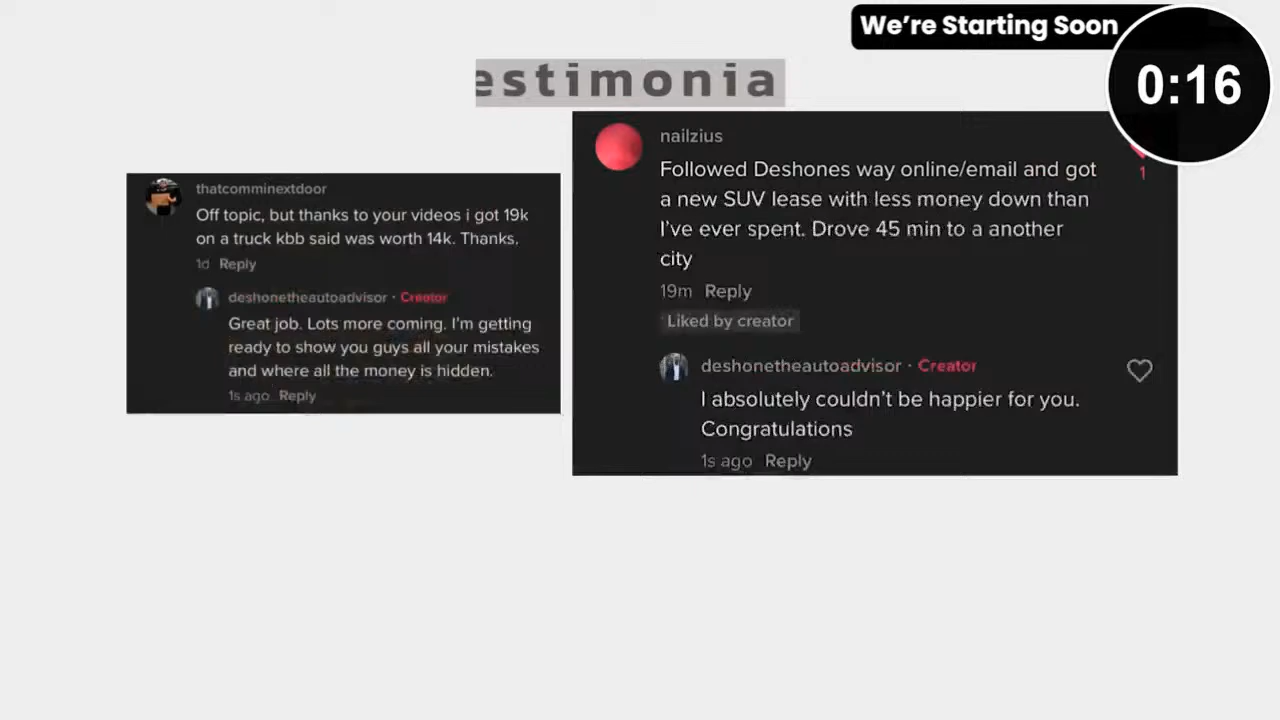 We're Starting Soon
0:16
estimonia
thatcomminextdoor
Off topic, but thanks to your videos i got 19k
on a truck kbb said was worth 14k. Thanks.
1d Reply
deshonetheautoadvisor · Creator
Great job. Lots more coming. I'm getting
ready to show you guys all your mistakes
and where all the money is hidden.
1s ago Reply
nailzius
Followed Deshones way online/email and got
a new SUV lease with less money down than
I've ever spent. Drove 45 min to a another
city
1
19m Reply
Liked by creator
deshonetheautoadvisor · Creator
I absolutely couldn't be happier for you.
Congratulations
1s ago Reply